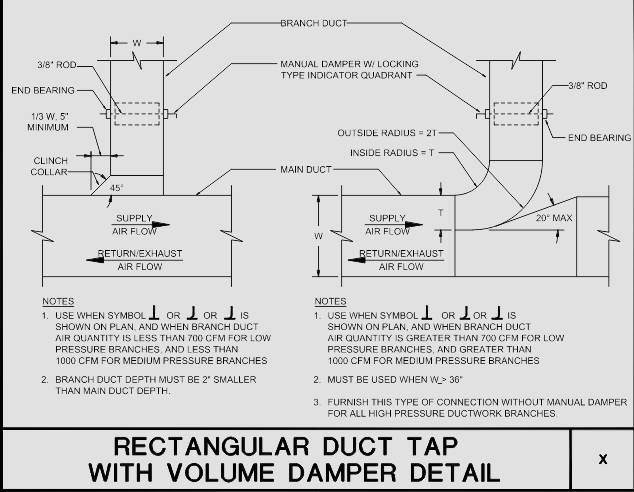 BRANCH DUCT
W
3/8" ROD
MANUAL DAMPER W/ LOCKING
TYPE INDICATOR QUADRANT
3/8" ROD
END BEARING
1/3 W, 5"
MINIMUM
OUTSIDE RADIUS = 2T
END BEARING
INSIDE RADIUS = T
CLINCH
COLLAR
MAIN DUCT
45°
SUPPLY
AIR FLOW
RETURN/EXHAUST
AIR FLOW
W
SUPPLY
AIR FLOW
T
20° MAX
RETURN/EXHAUST
AIR FLOW
NOTES
1. USE WHEN SYMBOL OR OR IS
SHOWN ON PLAN, AND WHEN BRANCH DUCT
AIR QUANTITY IS LESS THAN 700 CFM FOR LOW
PRESSURE BRANCHES, AND LESS THAN
1000 CFM FOR MEDIUM PRESSURE BRANCHES
2. BRANCH DUCT DEPTH MUST BE 2" SMALLER
THAN MAIN DUCT DEPTH.
NOTES
1. USE WHEN SYMBOL OR OR IS
SHOWN ON PLAN, AND WHEN BRANCH DUCT
AIR QUANTITY IS GREATER THAN 700 CFM FOR LOW
PRESSURE BRANCHES, AND GREATER THAN
1000 CFM FOR MEDIUM PRESSURE BRANCHES
2. MUST BE USED WHEN W > 36"
3. FURNISH THIS TYPE OF CONNECTION WITHOUT MANUAL DAMPER
FOR ALL HIGH PRESSURE DUCTWORK BRANCHES.
RECTANGULAR DUCT TAP
WITH VOLUME DAMPER DETAIL
X